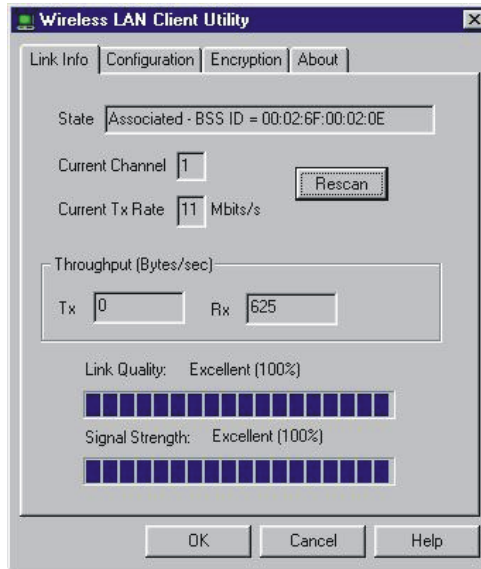 Wireless LAN Client Utility
Link Info Configuration Encryption About
State Associated - BSS ID = 00:02:6F:00:02:0E
Current Channel 1
Rescan
Current Tx Rate 11 Mbits/s
Throughput (Bytes/sec)
Tx 0 Rx 625
Link Quality: Excellent (100%)
Signal Strength: Excellent (100%)
OK Cancel Help